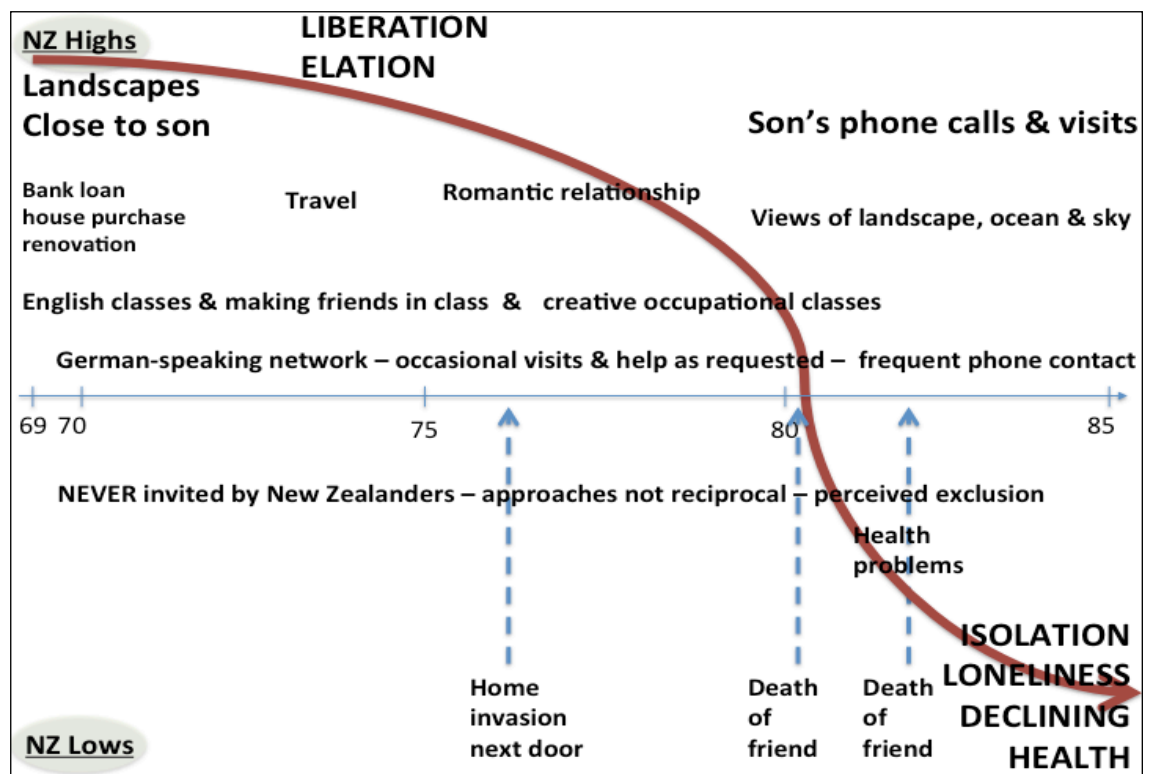 NZ Highs
LIBERATION
ELATION
Landscapes
Close to son
Son’s phone calls & visits
Bank loan
house purchase
renovation
Travel
Romantic relationship
Views of landscape, ocean & sky
English classes & making friends in class & creative occupational classes
German-speaking network – occasional visits & help as requested – frequent phone contact
69 70 75 80 85
NEVER invited by New Zealanders – approaches not reciprocal – perceived exclusion
Health
problems
ISOLATION
LONELINESS
DECLINING
HEALTH
Home
invasion
next door
Death
of
friend
Death
of
friend
NZ Lows